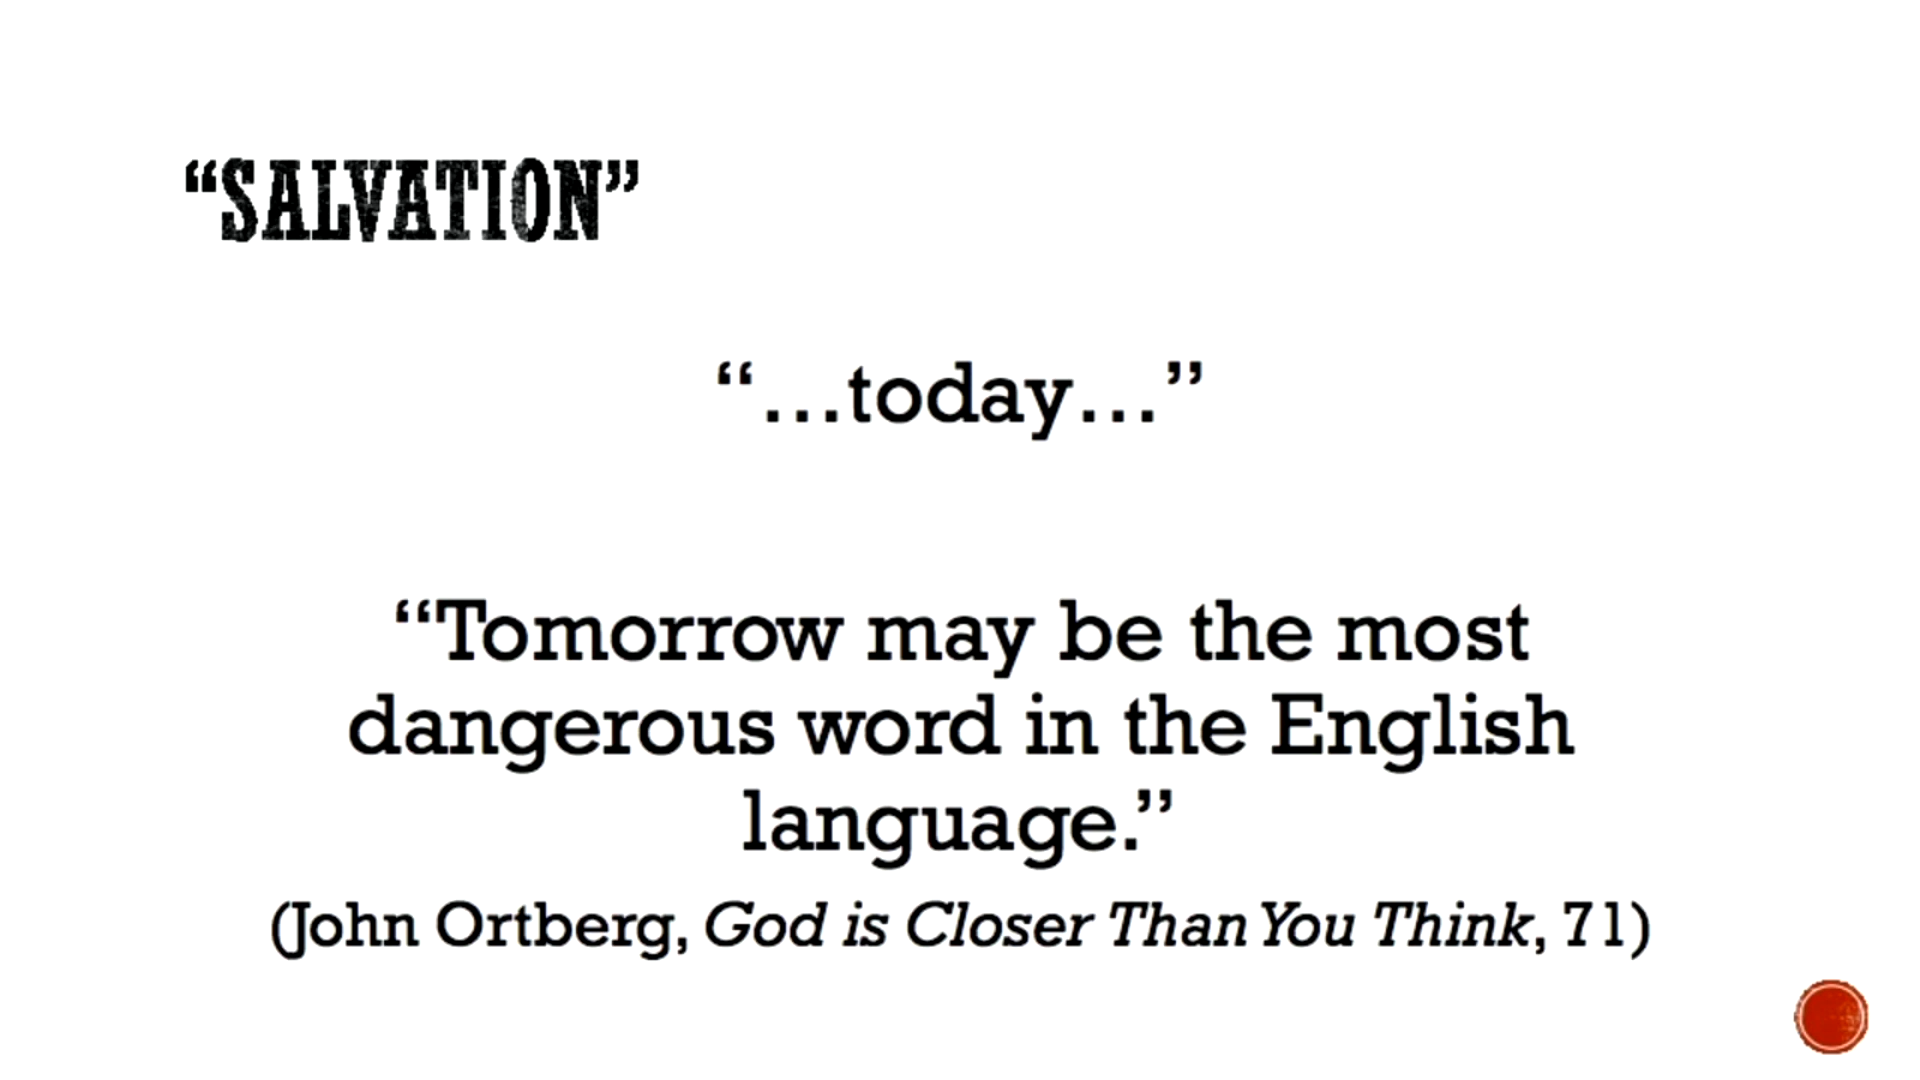 “SALVATION”
“…today…”
“Tomorrow may be the most
dangerous word in the English
language.”
(John Ortberg, God is Closer Than You Think, 71)